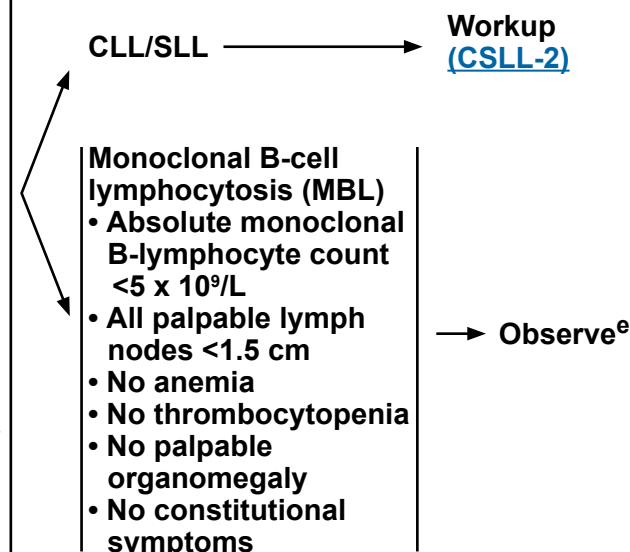 CLL/SLL
Workup
(CSLL-2)
Monoclonal B-cell
lymphocytosis (MBL)
• Absolute monoclonal
B-lymphocyte count
<5 x 10⁹/L
• All palpable lymph
nodes <1.5 cm
• No anemia
• No thrombocytopenia
• No palpable
organomegaly
• No constitutional
symptoms
Observeᵉ